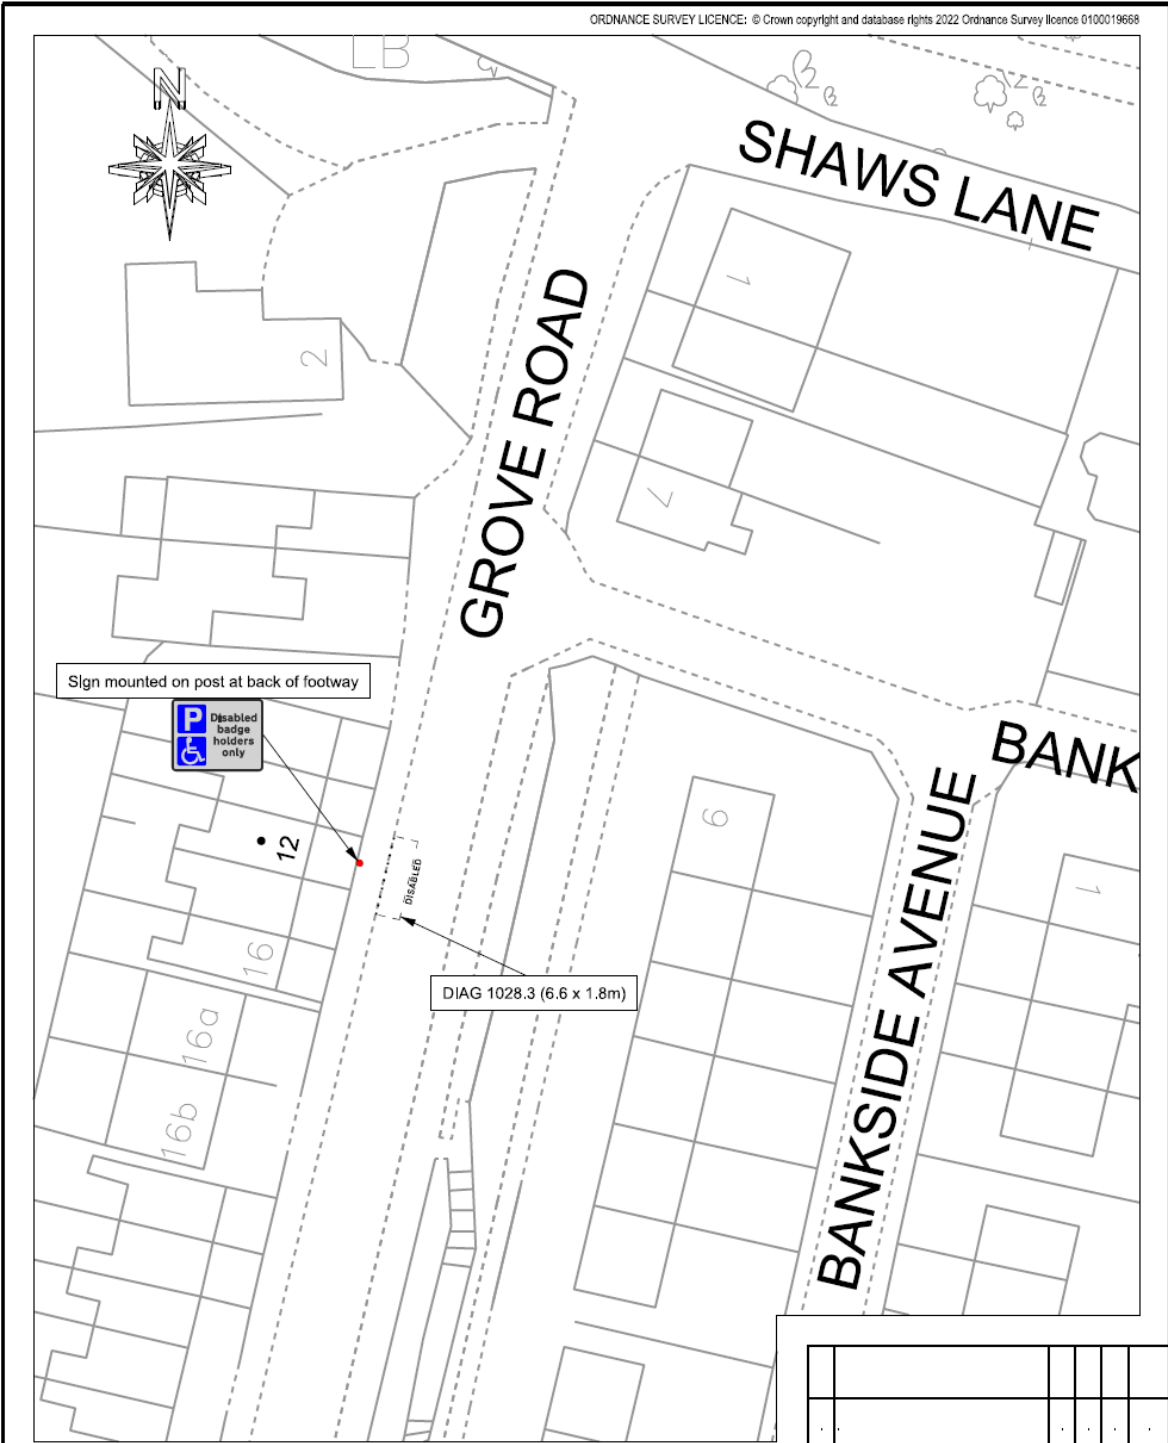 ORDNANCE SURVEY LICENCE: © Crown copyright and database rights 2022 Ordnance Survey licence 0100019668
LB
N
SHAWS LANE
1
GROVE ROAD
2
7
Sign mounted on post at back of footway
P
Disabled
badge
holders
only
BANK
12
DISABLED
9
1
16
DIAG 1028.3 (6.6 x 1.8m)
16a
BANKSIDE AVENUE
16b